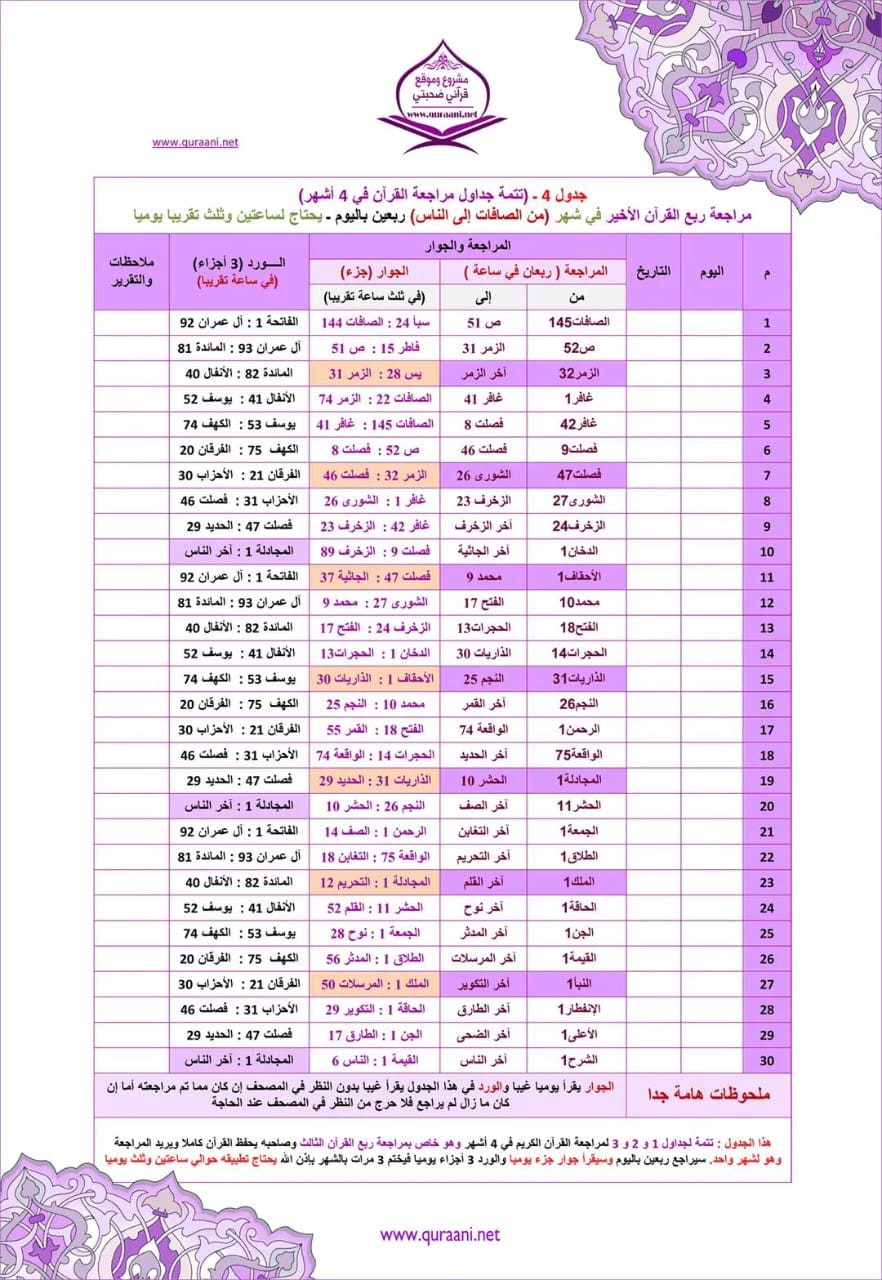 مشروع وموقع
قرآني صحبتي
www.quraani.net
www.quraani.net
جدول 4 - (تتمة جداول مراجعة القرآن في 4 أشهر)
مراجعة ربع القرآن الأخير في شهر (من الصافات إلى الناس) ربعين باليوم - يحتاج لساعتين وثلث تقريبا يوميا
م اليوم التاريخ المراجعة والجوار الـــورد (3 أجزاء) ملاحظات
المراجعة ( ربعان في ساعة ) الجوار (جزء) (في ساعة تقريبا) والتقرير
من إلى (في ثلث ساعة تقريبا)
1 الصافات145 ص 51 سبأ 24 : الصافات 144 الفاتحة 1 : آل عمران 92
2 ص52 الزمر 31 فاطر 15 : ص 51 آل عمران 93 : المائدة 81
3 الزمر32 آخر الزمر يس 28 : الزمر 31 المائدة 82 : الأنفال 40
4 غافر1 غافر 41 الصافات 22 : الزمر 74 الأنفال 41 : يوسف 52
5 غافر42 فصلت 8 الصافات 145 : غافر 41 يوسف 53 : الكهف 74
6 فصلت9 فصلت 46 ص 52 : فصلت 8 الكهف 75 : الفرقان 20
7 فصلت47 الشورى 26 الزمر 32 : فصلت 46 الفرقان 21 : الأحزاب 30
8 الشورى27 الزخرف 23 غافر 1 : الشورى 26 الأحزاب 31 : فصلت 46
9 الزخرف24 آخر الزخرف غافر 42 : الزخرف 23 فصلت 47 : الحديد 29
10 الدخان1 آخر الجاثية فصلت 9 : الزخرف 89 المجادلة 1 : آخر الناس
11 الأحقاف1 محمد 9 فصلت 47 : الجاثية 37 الفاتحة 1 : آل عمران 92
12 محمد10 الفتح 17 الشورى 27 : محمد 9 آل عمران 93 : المائدة 81
13 الفتح18 الحجرات13 الزخرف 24 : الفتح 17 المائدة 82 : الأنفال 40
14 الحجرات14 الذاريات 30 الدخان 1 : الحجرات13 الأنفال 41 : يوسف 52
15 الذاريات31 النجم 25 الأحقاف 1 : الذاريات 30 يوسف 53 : الكهف 74
16 النجم26 آخر القمر محمد 10 : النجم 25 الكهف 75 : الفرقان 20
17 الرحمن1 الواقعة 74 الفتح 18 : القمر 55 الفرقان 21 : الأحزاب 30
18 الواقعة75 آخر الحديد الحجرات 14 : الواقعة 74 الأحزاب 31 : فصلت 46
19 المجادلة1 الحشر 10 الذاريات 31 : الحديد 29 فصلت 47 : الحديد 29
20 الحشر11 آخر الصف النجم 26 : الحشر 10 المجادلة 1 : آخر الناس
21 الجمعة1 آخر التغابن الرحمن 1 : الصف 14 الفاتحة 1 : آل عمران 92
22 الطلاق1 آخر التحريم الواقعة 75 : التغابن 18 آل عمران 93 : المائدة 81
23 الملك1 آخر القلم المجادلة 1 : التحريم 12 المائدة 82 : الأنفال 40
24 الحاقة1 آخر نوح الحشر 11 : القلم 52 الأنفال 41 : يوسف 52
25 الجن1 آخر المدثر الجمعة 1 : نوح 28 يوسف 53 : الكهف 74
26 القيمة1 آخر المرسلات الطلاق 1 : المدثر 56 الكهف 75 : الفرقان 20
27 النبأ1 آخر التكوير الملك 1 : المرسلات 50 الفرقان 21 : الأحزاب 30
28 الإنفطار1 آخر الطارق الحاقة 1 : التكوير 29 الأحزاب 31 : فصلت 46
29 الأعلى1 آخر الضحى الجن 1 : الطارق 17 فصلت 47 : الحديد 29
30 الشرح1 آخر الناس القيمة 1 : الناس 6 المجادلة 1 : آخر الناس
ملحوظات هامة جدا
الجوار يقرأ يوميا غيبا والورد في هذا الجدول يقرأ غيبا بدون النظر في المصحف إن كان مما تم مراجعته أما إن
كان ما زال لم يراجع فلا حرج من النظر في المصحف عند الحاجة
هذا الجدول : تتمة لجداول 1 و 2 و 3 لمراجعة القرآن الكريم في 4 أشهر وهو خاص بمراجعة ربع القرآن الثالث وصاحبه يحفظ القرآن كاملا ويريد المراجعة
وهو لشهر واحد. سيراجع ربعين باليوم وسيقرأ جوار جزء يوميا والورد 3 أجزاء يوميا فيختم 3 مرات بالشهر بإذن الله يحتاج تطبيقه حوالي ساعتين وثلث يوميا
www.quraani.net